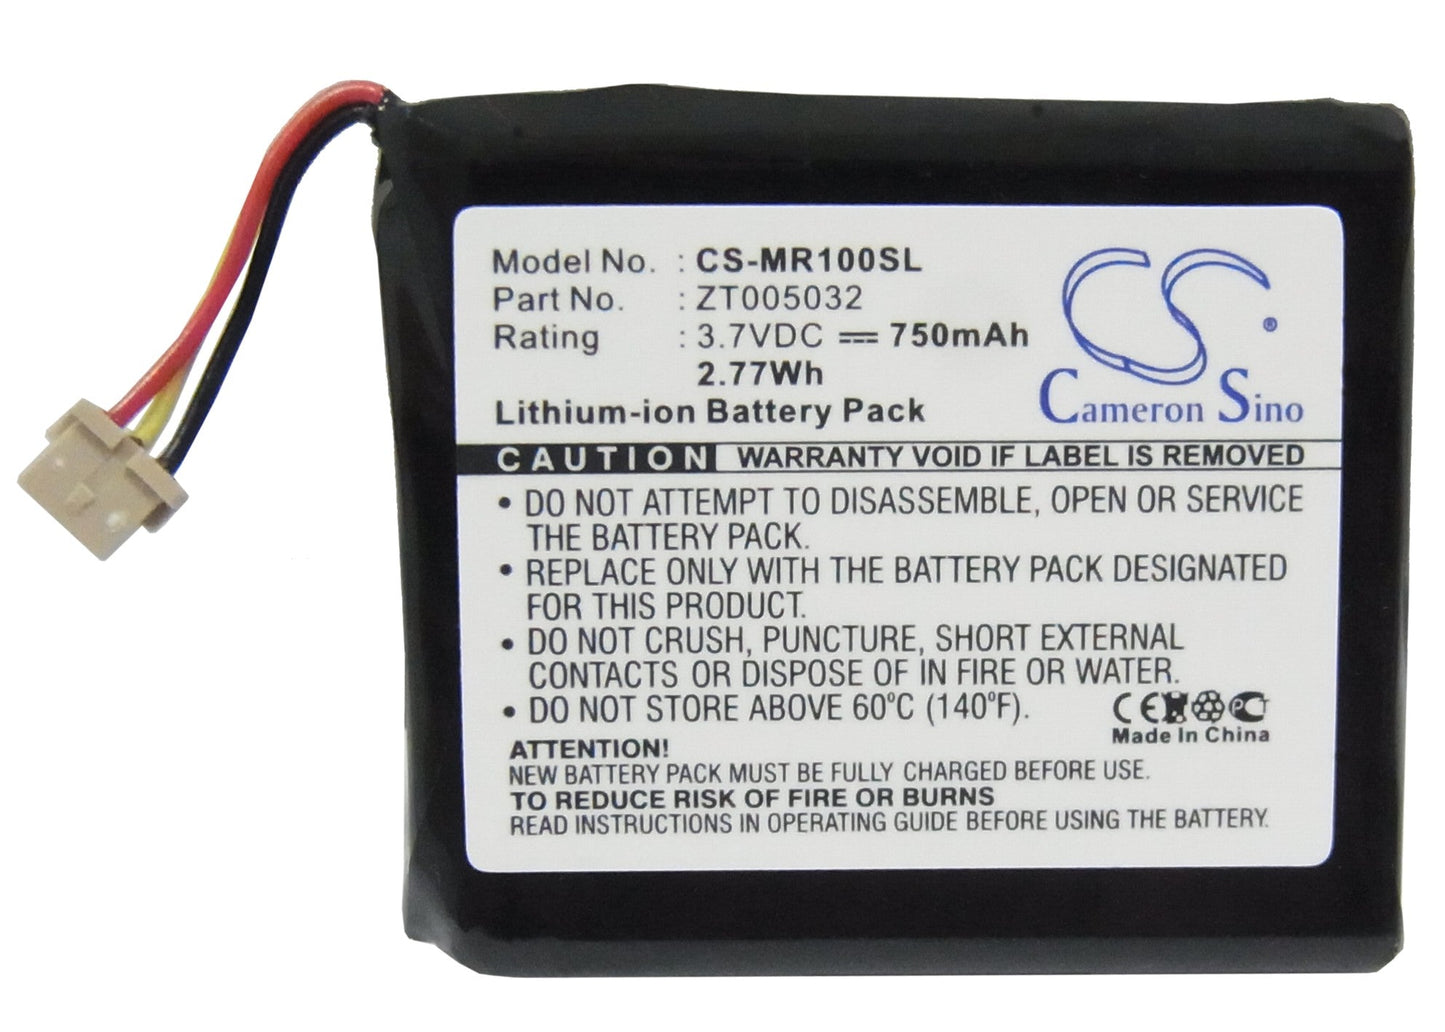 Model No. : CS-MR100SL
Part No. : ZT005032
Rating : 3.7VDC 750mAh
2.77Wh
Lithium-ion Battery Pack
CS ®
Cameron Sino
CAUTION WARRANTY VOID IF LABEL IS REMOVED
• DO NOT ATTEMPT TO DISASSEMBLE, OPEN OR SERVICE
THE BATTERY PACK.
• REPLACE ONLY WITH THE BATTERY PACK DESIGNATED
FOR THIS PRODUCT.
• DO NOT CRUSH, PUNCTURE, SHORT EXTERNAL
CONTACTS OR DISPOSE OF IN FIRE OR WATER.
• DO NOT STORE ABOVE 60°C (140°F).
CE PCT
Made In China
ATTENTION!
NEW BATTERY PACK MUST BE FULLY CHARGED BEFORE USE.
TO REDUCE RISK OF FIRE OR BURNS
READ INSTRUCTIONS IN OPERATING GUIDE BEFORE USING THE BATTERY.